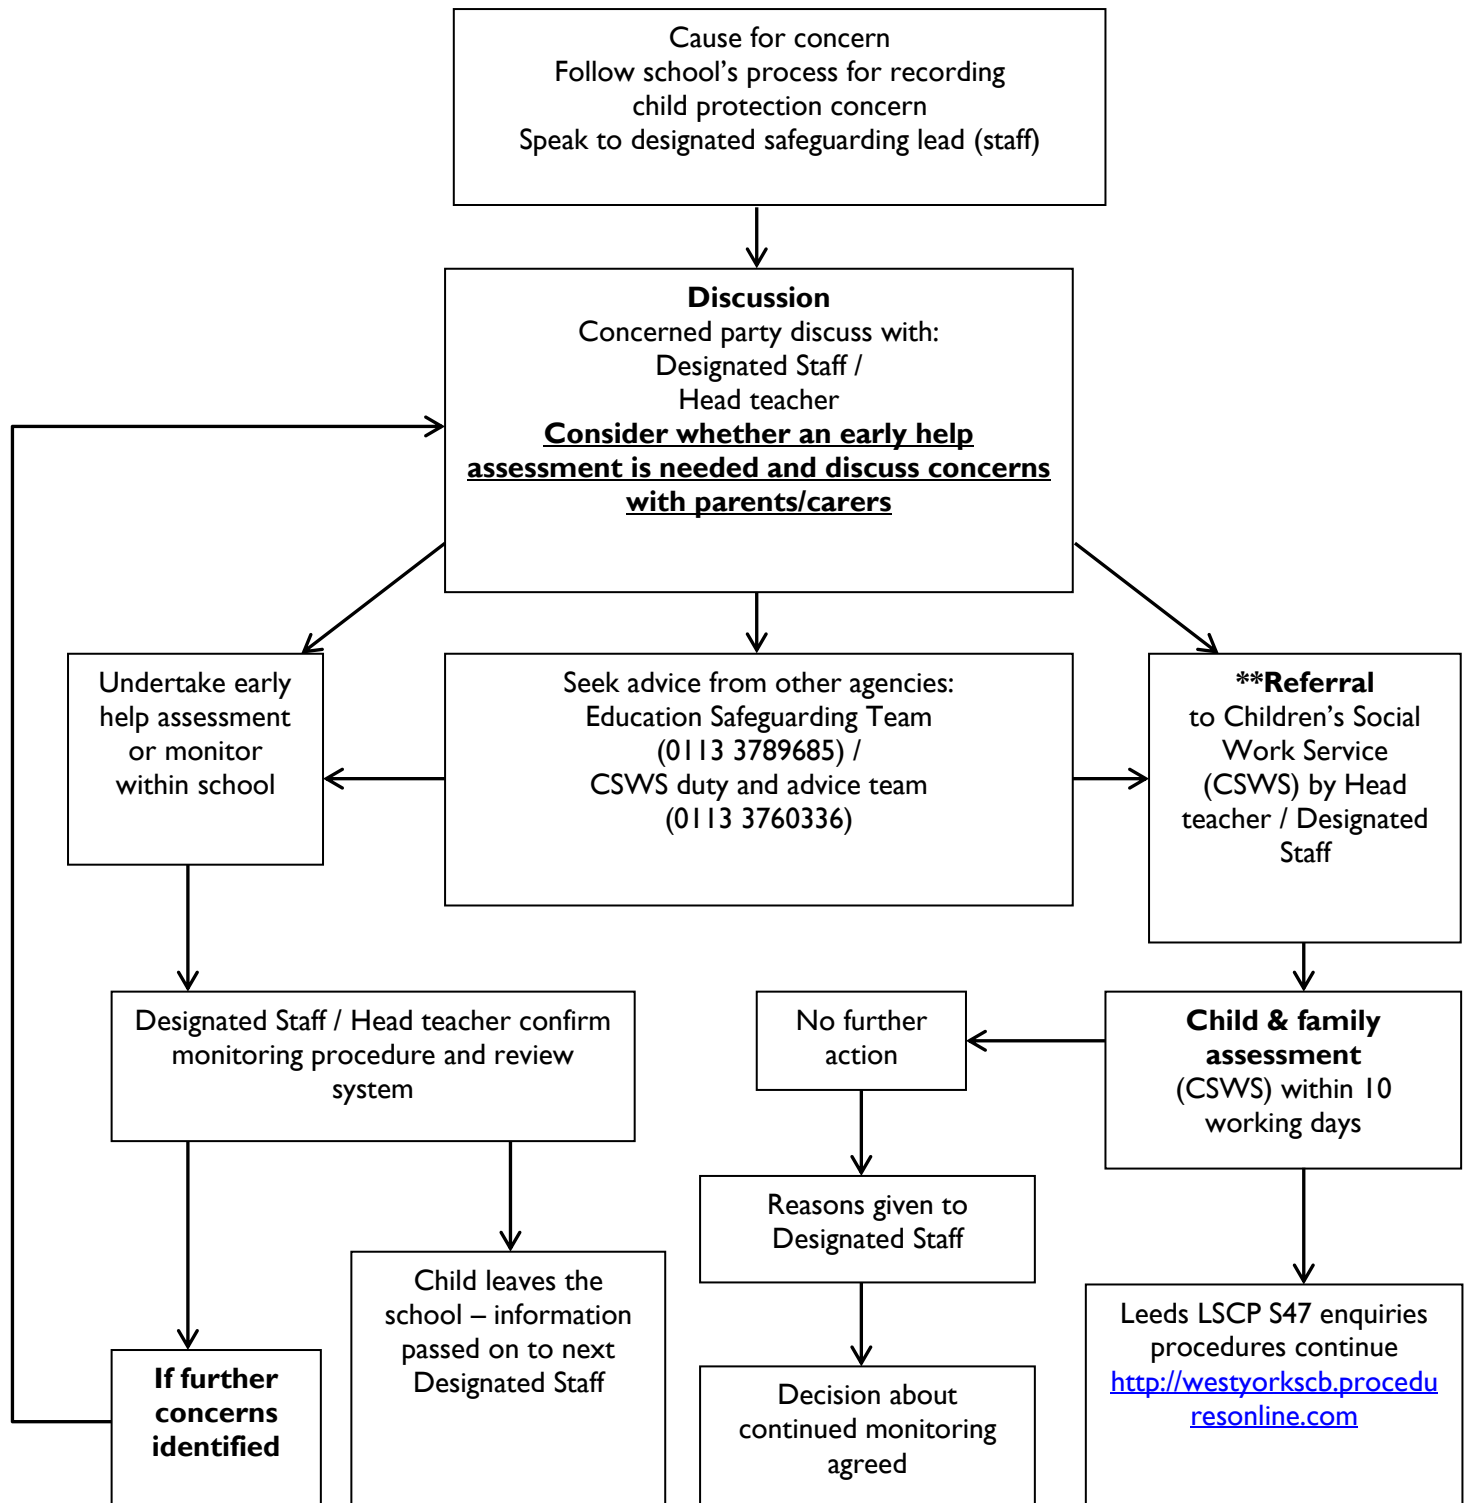 Cause for concern
Follow school’s process for recording
child protection concern
Speak to designated safeguarding lead (staff)
Discussion
Concerned party discuss with:
Designated Staff /
Head teacher
Consider whether an early help
assessment is needed and discuss concerns
with parents/carers
Undertake early
help assessment
or monitor
within school
Seek advice from other agencies:
Education Safeguarding Team
(0113 3789685) /
CSWS duty and advice team
(0113 3760336)
**Referral
to Children’s Social
Work Service
(CSWS) by Head
teacher / Designated
Staff
Designated Staff / Head teacher confirm
monitoring procedure and review
system
No further
action
Child & family
assessment
(CSWS) within 10
working days
Reasons given to
Designated Staff
Child leaves the
school – information
passed on to next
Designated Staff
Leeds LSCP S47 enquiries
procedures continue
http://westyorkscb.procedu
resonline.com
If further
concerns
identified
Decision about
continued monitoring
agreed